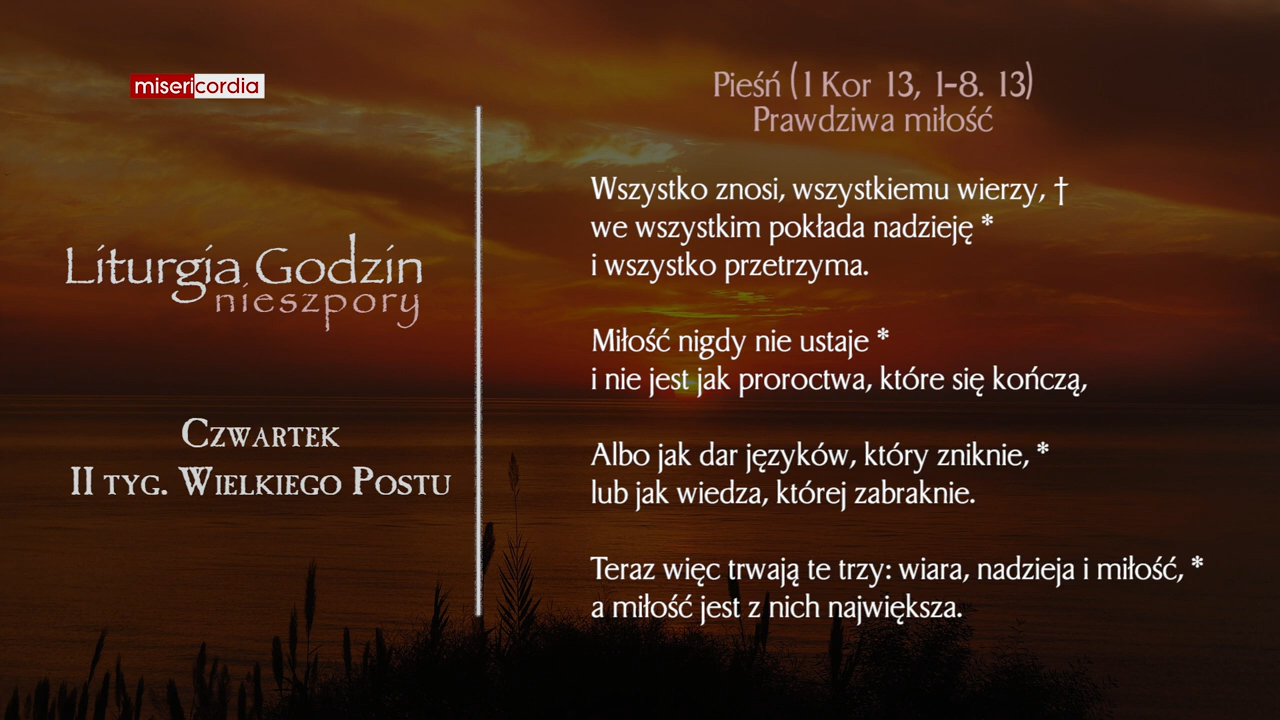 misericordia
Liturgia Godzin
nieszpory
Czwartek
II tyg. Wielkiego Postu
Pieśń (1 Kor 13, 1-8. 13)
Prawdziwa miłość
Wszystko znosi, wszystkiemu wierzy, †
we wszystkim pokłada nadzieję *
i wszystko przetrzyma.
Miłość nigdy nie ustaje *
i nie jest jak proroctwa, które się kończą,
Albo jak dar języków, który zniknie, *
lub jak wiedza, której zabraknie.
Teraz więc trwają te trzy: wiara, nadzieja i miłość, *
a miłość jest z nich największa.